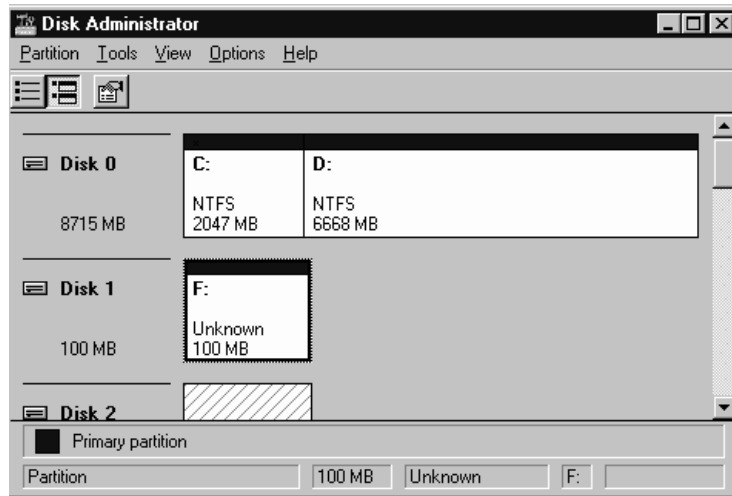 Disk Administrator
Partition Tools View Options Help
Disk 0
8715 MB
C:
NTFS
2047 MB
D:
NTFS
6668 MB
Disk 1
100 MB
F:
Unknown
100 MB
Disk 2
Primary partition
Partition 100 MB Unknown F: